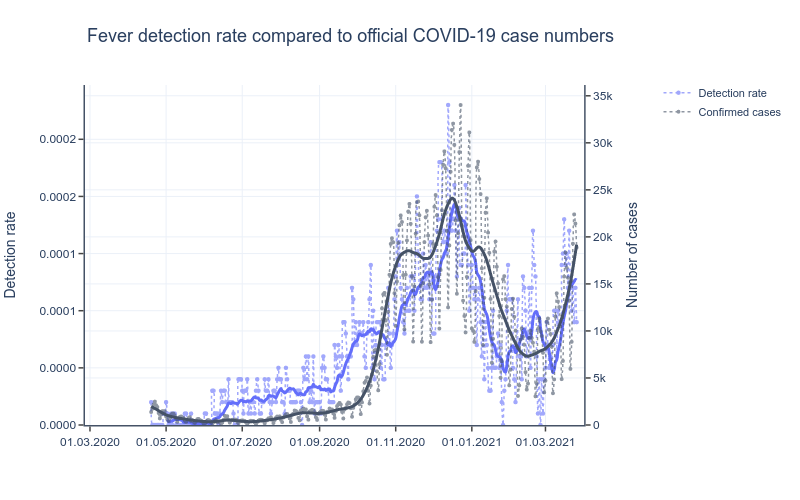 Fever detection rate compared to official COVID-19 case numbers
Detection rate
Confirmed cases
35k
30k
25k
20k
15k
10k
5k
0
0.0002
0.0002
0.0001
0.0001
0.0000
0.0000
Detection rate
Number of cases
01.03.2020
01.05.2020
01.07.2020
01.09.2020
01.11.2020
01.01.2021
01.03.2021